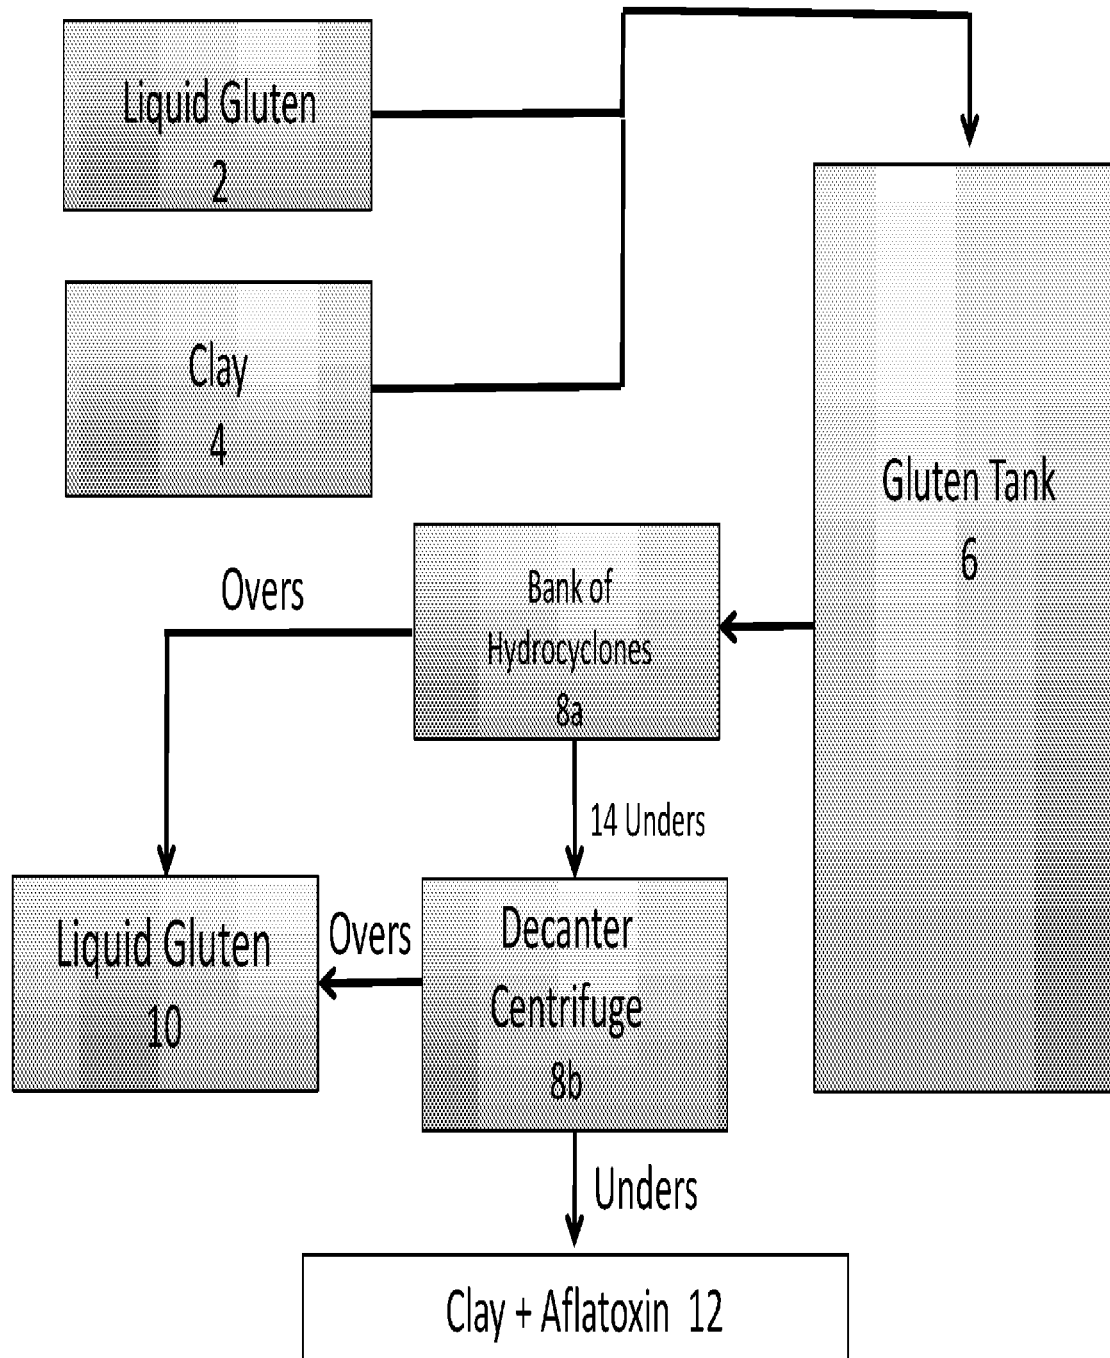 Liquid Gluten
2
Clay
4
Gluten Tank
6
Bank of
Hydrocyclones
8a
Overs
14 Unders
Liquid Gluten
10
Overs
Decanter
Centrifuge
8b
Unders
Clay + Aflatoxin 12